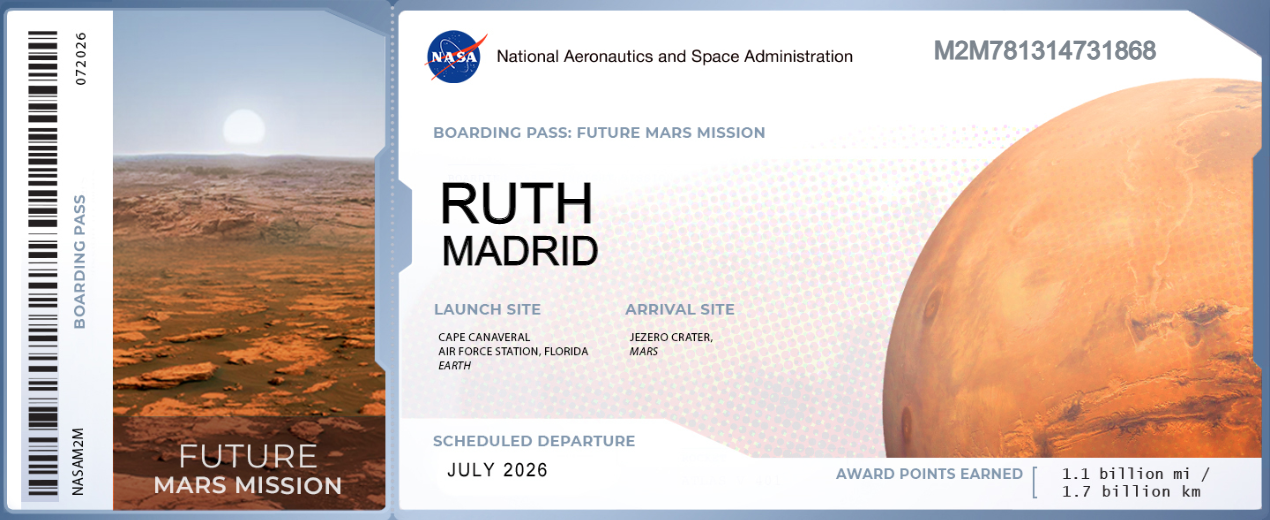 072026
BOARDING PASS
NASAM2M
FUTURE
MARS MISSION
NASA
National Aeronautics and Space Administration
M2M781314731868
BOARDING PASS: FUTURE MARS MISSION
RUTH
MADRID
LAUNCH SITE
CAPE CANAVERAL
AIR FORCE STATION, FLORIDA
EARTH
ARRIVAL SITE
JEZERO CRATER,
MARS
SCHEDULED DEPARTURE
JULY 2026
AWARD POINTS EARNED
1.1 billion mi /
1.7 billion km